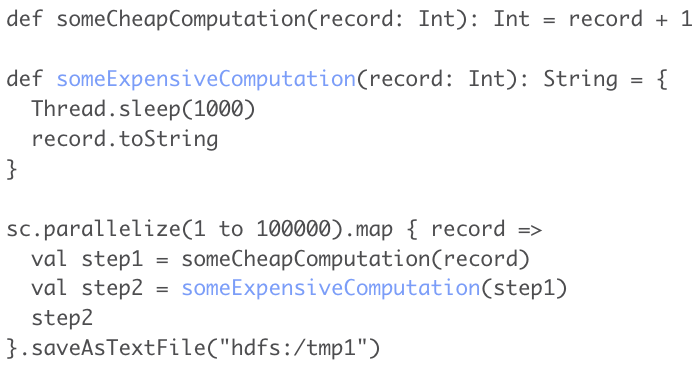 def someCheapComputation(record: Int): Int = record + 1
def someExpensiveComputation(record: Int): String = {
  Thread.sleep(1000)
  record.toString
}
sc.parallelize(1 to 100000).map { record =>
  val step1 = someCheapComputation(record)
  val step2 = someExpensiveComputation(step1)
  step2
}.saveAsTextFile("hdfs:/tmp1")